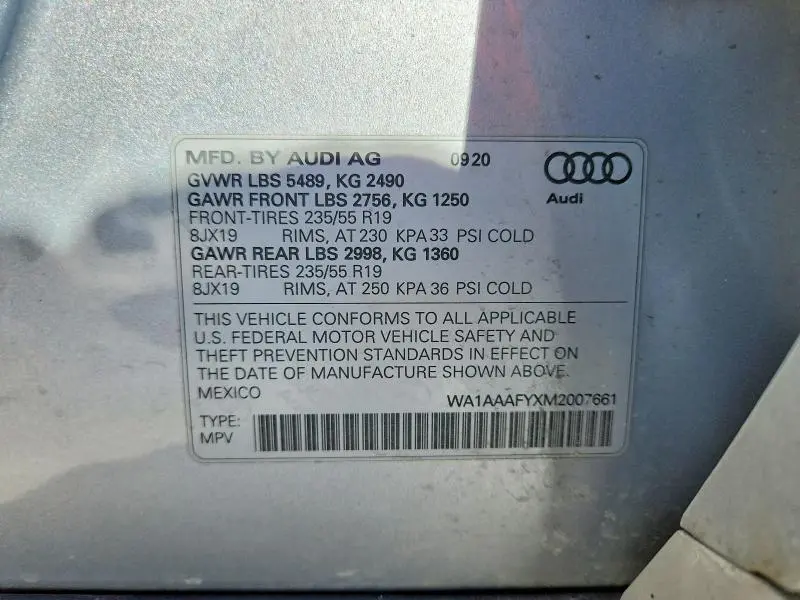 MFD. BY AUDI AG 0920
Audi
GVWR LBS 5489, KG 2490
GAWR FRONT LBS 2756, KG 1250
FRONT-TIRES 235/55 R19
8JX19 RIMS, AT 230 KPA 33 PSI COLD
GAWR REAR LBS 2998, KG 1360
REAR-TIRES 235/55 R19
8JX19 RIMS, AT 250 KPA 36 PSI COLD
THIS VEHICLE CONFORMS TO ALL APPLICABLE
U.S. FEDERAL MOTOR VEHICLE SAFETY AND
THEFT PREVENTION STANDARDS IN EFFECT ON
THE DATE OF MANUFACTURE SHOWN ABOVE.
MEXICO WA1AAAFYXM2007661
TYPE:
MPV